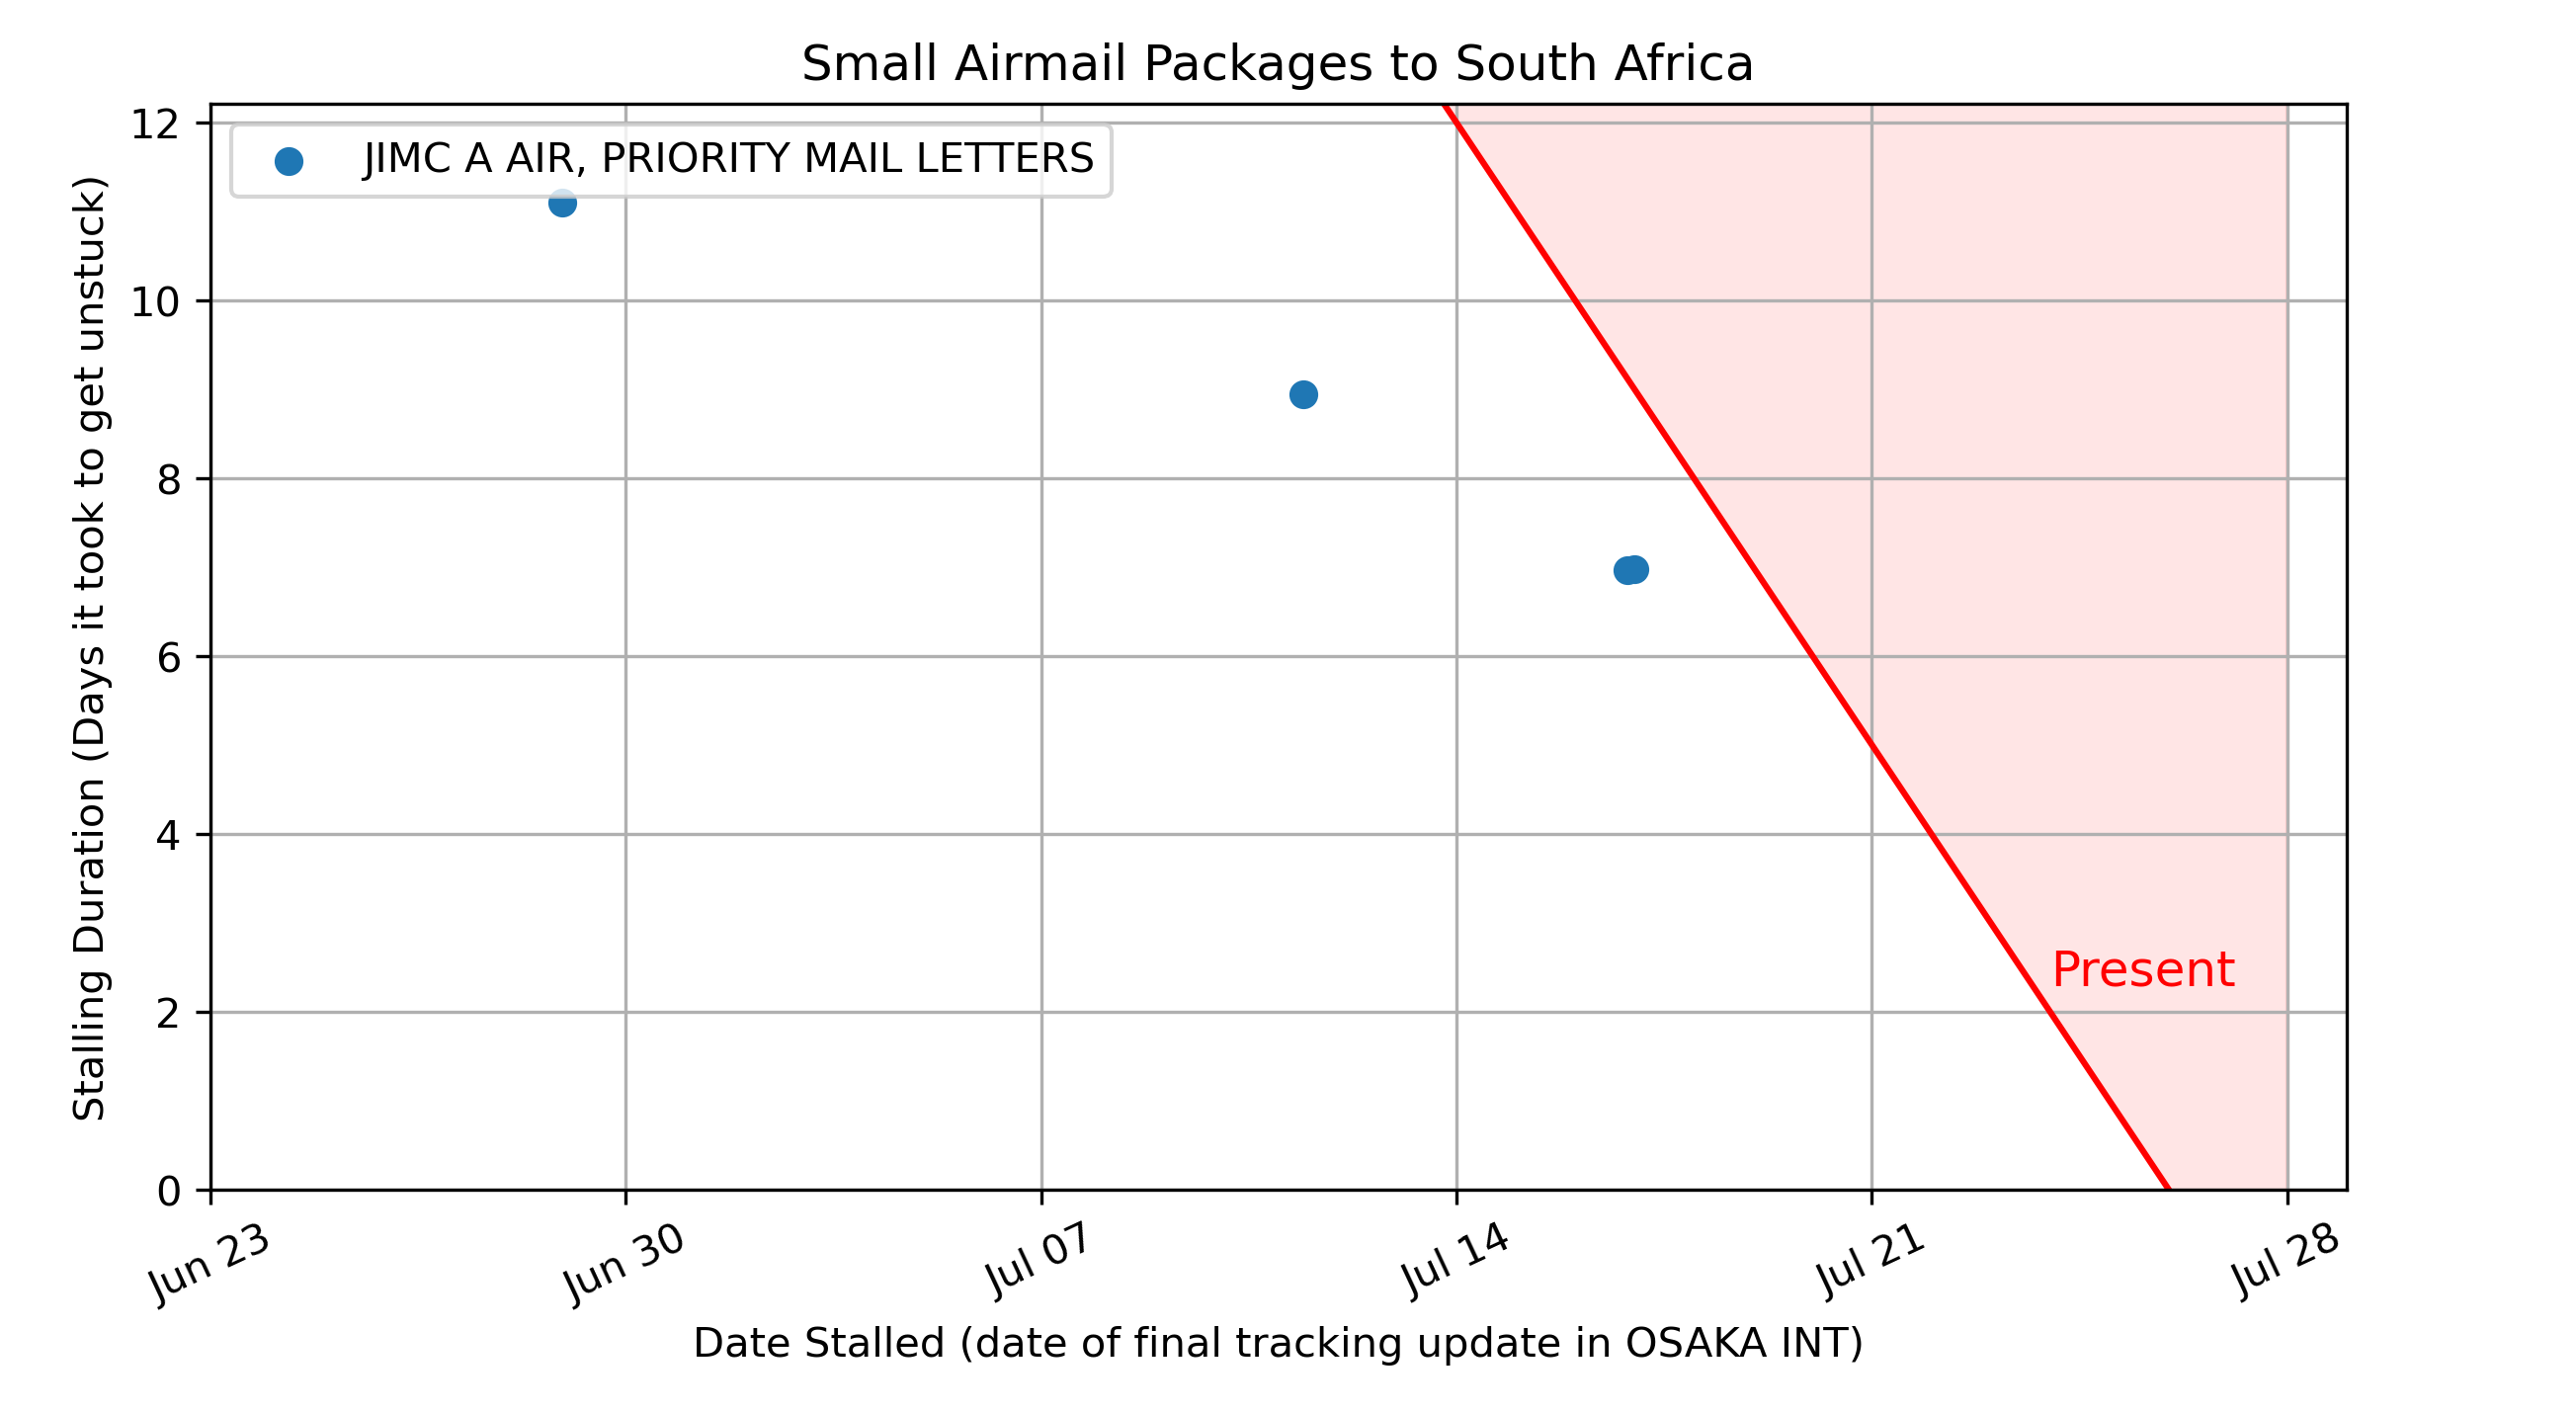 Small Airmail Packages to South Africa
JIMC A AIR, PRIORITY MAIL LETTERS
Stalling Duration (Days it took to get unstuck)
12
10
8
6
4
2
0
Present
Jun 23
Jun 30
Jul 07
Jul 14
Jul 21
Jul 28
Date Stalled (date of final tracking update in OSAKA INT)